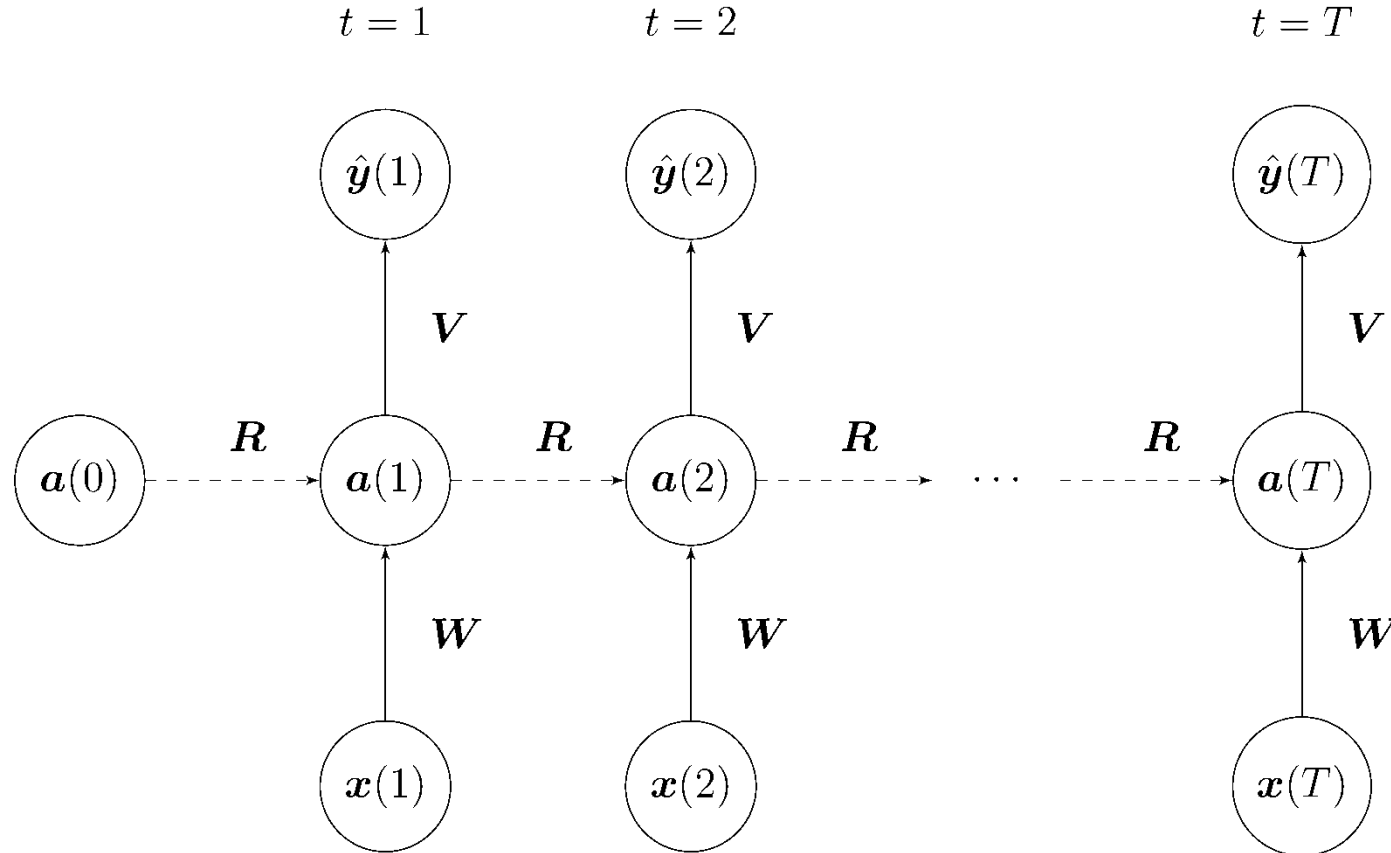 t = 1 t = 2 t = T
ŷ(1) ŷ(2) ŷ(T)
V V V
R R R R
a(0) a(1) a(2) ··· a(T)
W W W
x(1) x(2) x(T)